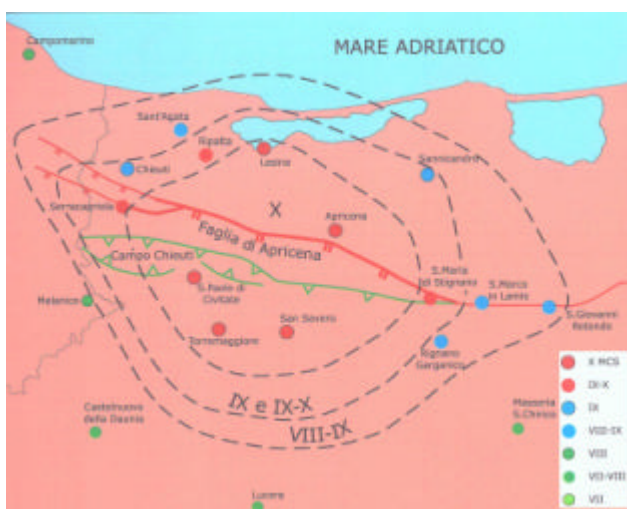 Campomarino
MARE ADRIATICO
Sant'Agata
Ripalta
Lesina
Chieuti
Sannicandro
Serracapriola
X
Apricena
Faglia di Apricena
Campo Chieuti
S.Paolo di
Civitate
S.Maria
di Stignano
S.Marco
in Lamis
Melanico
San Severo
Torremaggiore
S.Giovanni
Rotondo
Rignano
Garganico
IX e IX-X
VIII-IX
Castelnuovo
della Daunia
Masseria
Lucera
X MCS
IX-X
IX
VIII-IX
VIII
VII-VIII
VII